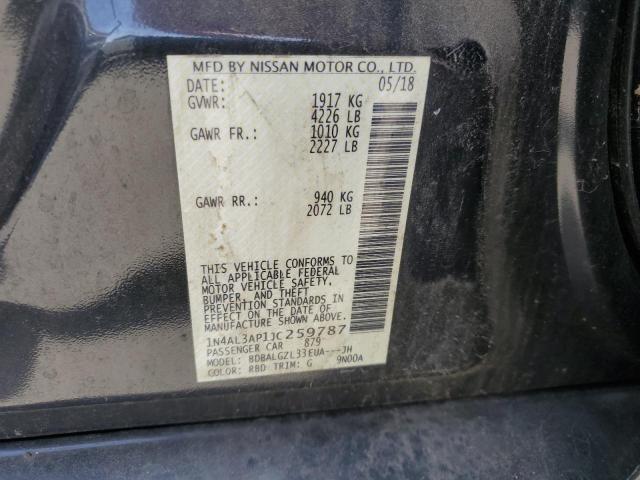 MFD BY NISSAN MOTOR CO., LTD.
DATE: 05/18
GVWR: 1917 KG
4226 LB
GAWR FR.: 1010 KG
2227 LB
GAWR RR.: 940 KG
2072 LB
THIS VEHICLE CONFORMS TO
ALL APPLICABLE FEDERAL
MOTOR VEHICLE SAFETY,
BUMPER, AND THEFT
PREVENTION STANDARDS IN
EFFECT ON THE DATE OF
MANUFACTURE SHOWN ABOVE.
1N4AL3AP1JC259787
PASSENGER CAR 879
MODEL: BDBALGZL33EUA---JH
COLOR: RBD TRIM: G 9N00A